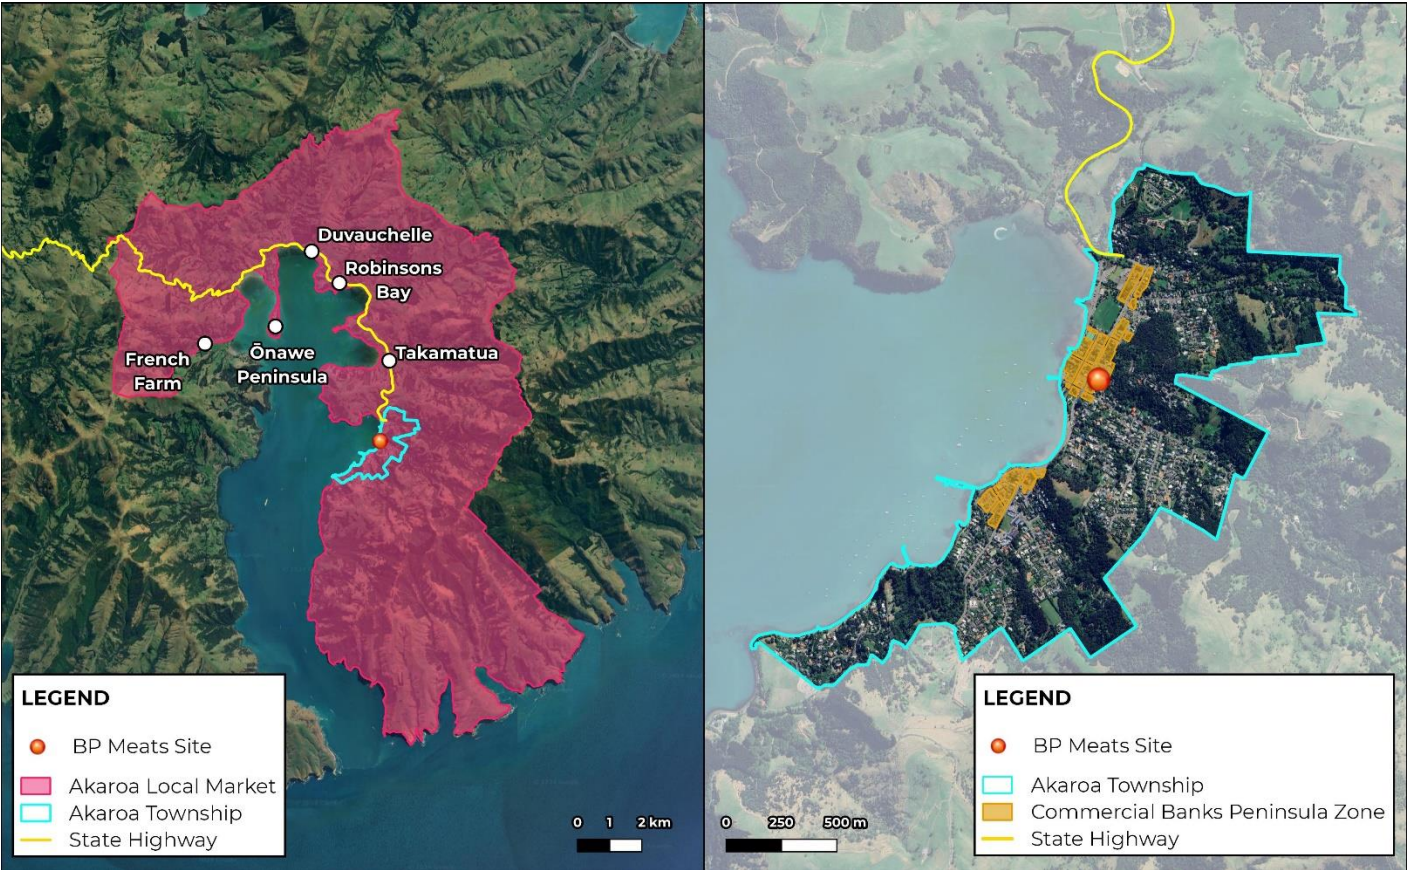 Duvauchelle
Robinsons
Bay
Takamatua
Ōnawe
Peninsula
French
Farm
LEGEND
BP Meats Site
Akaroa Local Market
Akaroa Township
State Highway
0 1 2 km
LEGEND
BP Meats Site
Akaroa Township
Commercial Banks Peninsula Zone
State Highway
0 250 500 m